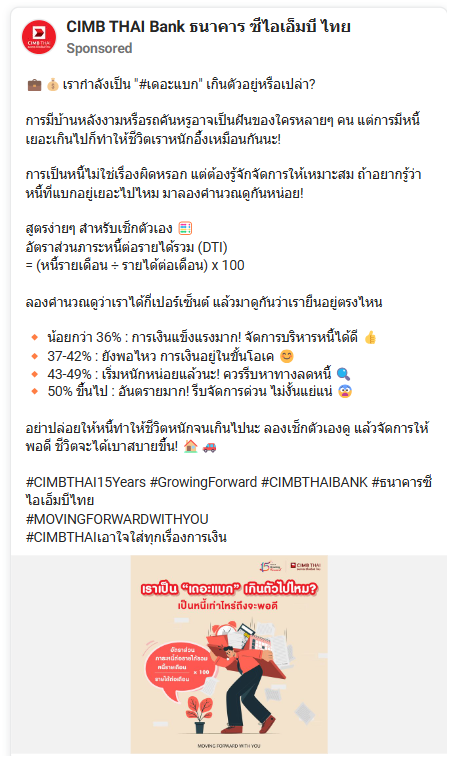 CIMB THAI
CIMB THAI Bank ธนาคาร ซีไอเอ็มบี ไทย
Sponsored
💼💰 เรากำลังเป็น "#เดอะแบก" เกินตัวอยู่หรือเปล่า?
การมีบ้านหลังงามหรือรถคันหรูอาจเป็นฝันของใครหลายๆ คน แต่การมีหนี้
เยอะเกินไปก็ทำให้ชีวิตเราหนักอึ้งเหมือนกันนะ!
การเป็นหนี้ไม่ใช่เรื่องผิดหรอก แต่ต้องรู้จักจัดการให้เหมาะสม ถ้าอยากรู้ว่า
หนี้ที่แบกอยู่เยอะไปไหม มาลองคำนวณดูกันหน่อย!
สูตรง่ายๆ สำหรับเช็กตัวเอง 🧮
อัตราส่วนภาระหนี้ต่อรายได้รวม (DTI)
= (หนี้รายเดือน ÷ รายได้ต่อเดือน) x 100
ลองคำนวณดูว่าเราได้กี่เปอร์เซ็นต์ แล้วมาดูกันว่าเรายืนอยู่ตรงไหน
🔸 น้อยกว่า 36% : การเงินแข็งแรงมาก! จัดการบริหารหนี้ได้ดี 👍
🔸 37-42% : ยังพอไหว การเงินอยู่ในขั้นโอเค 😊
🔸 43-49% : เริ่มหนักหน่อยแล้วนะ! ควรรีบหาทางลดหนี้ 🔍
🔸 50% ขึ้นไป : อันตรายมาก! รีบจัดการด่วน ไม่งั้นแย่แน่ 😱
อย่าปล่อยให้หนี้ทำให้ชีวิตหนักจนเกินไปนะ ลองเช็กตัวเองดู แล้วจัดการให้
พอดี ชีวิตจะได้เบาสบายขึ้น! 🏠 🚙
#CIMBTHAI15Years #GrowingForward #CIMBTHAIBANK #ธนาคารซี
ไอเอ็มบีไทย
#MOVINGFORWARDWITHYOU
#CIMBTHAIเอาใจใส่ทุกเรื่องการเงิน
CIMB THAI
เราเป็น "เดอะแบก" เกินตัวไปไหม?
เป็นหนี้เท่าไหร่ถึงจะพอดี
อัตราส่วน
ภาระหนี้ต่อรายได้รวม
หนี้รายเดือน
x 100
รายได้ต่อเดือน
MOVING FORWARD WITH YOU